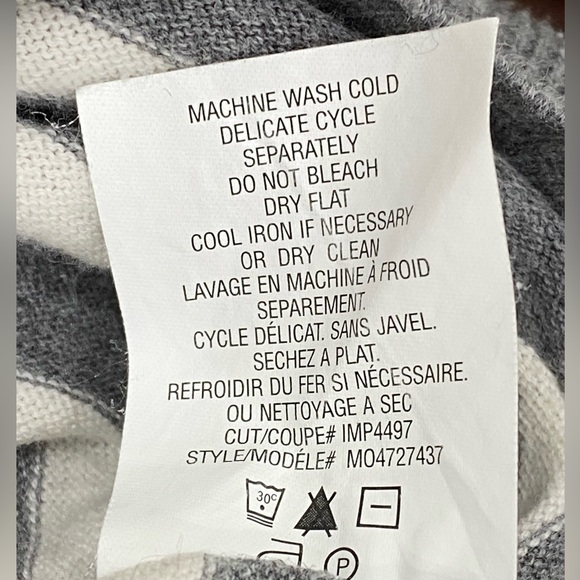 MACHINE WASH COLD
DELICATE CYCLE
SEPARATELY
DO NOT BLEACH
DRY FLAT
COOL IRON IF NECESSARY
OR DRY CLEAN
LAVAGE EN MACHINE À FROID
SEPAREMENT.
CYCLE DÉLICAT. SANS JAVEL.
SECHEZ A PLAT.
REFROIDIR DU FER SI NÉCESSAIRE.
OU NETTOYAGE A SEC
CUT/COUPE# IMP4497
STYLE/MODÉLE# MO4727437
30C
P